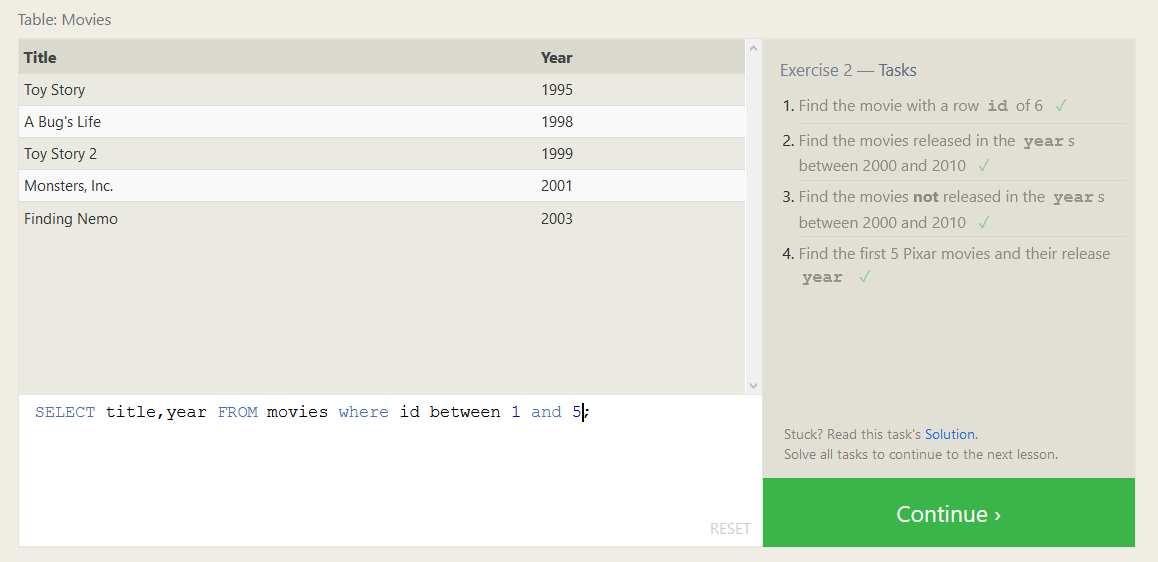 Table: Movies
Title Year
Toy Story 1995
A Bug's Life 1998
Toy Story 2 1999
Monsters, Inc. 2001
Finding Nemo 2003
SELECT title,year FROM movies where id between 1 and 5;
RESET
Exercise 2 — Tasks
1. Find the movie with a row id of 6 ✓
2. Find the movies released in the year s
between 2000 and 2010 ✓
3. Find the movies not released in the year s
between 2000 and 2010 ✓
4. Find the first 5 Pixar movies and their release
year ✓
Stuck? Read this task's Solution.
Solve all tasks to continue to the next lesson.
Continue ›